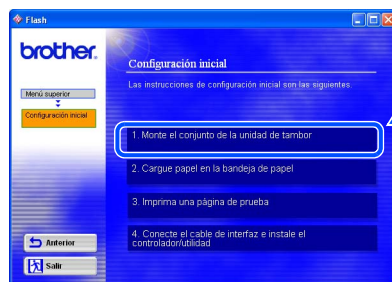 Flash
brother.
Configuración inicial
Las instrucciones de configuración inicial son las siguientes.
Menú superior
Configuración inicial
1. Monte el conjunto de la unidad de tambor
2. Cargue papel en la bandeja de papel
3. Imprima una página de prueba
4. Conecte el cable de interfaz e instale el
controlador/utilidad
Anterior
Salir